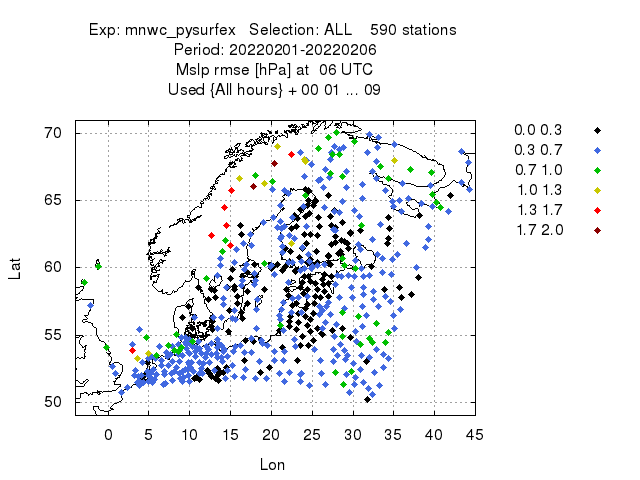 Exp: mnwc_pysurfex   Selection: ALL    590 stations
Period: 20220201-20220206
Mslp rmse [hPa] at  06 UTC
Used {All hours} + 00 01 ... 09
0.0 0.3
0.3 0.7
0.7 1.0
1.0 1.3
1.3 1.7
1.7 2.0
70
65
60
55
50
Lat
0 5 10 15 20 25 30 35 40 45
Lon